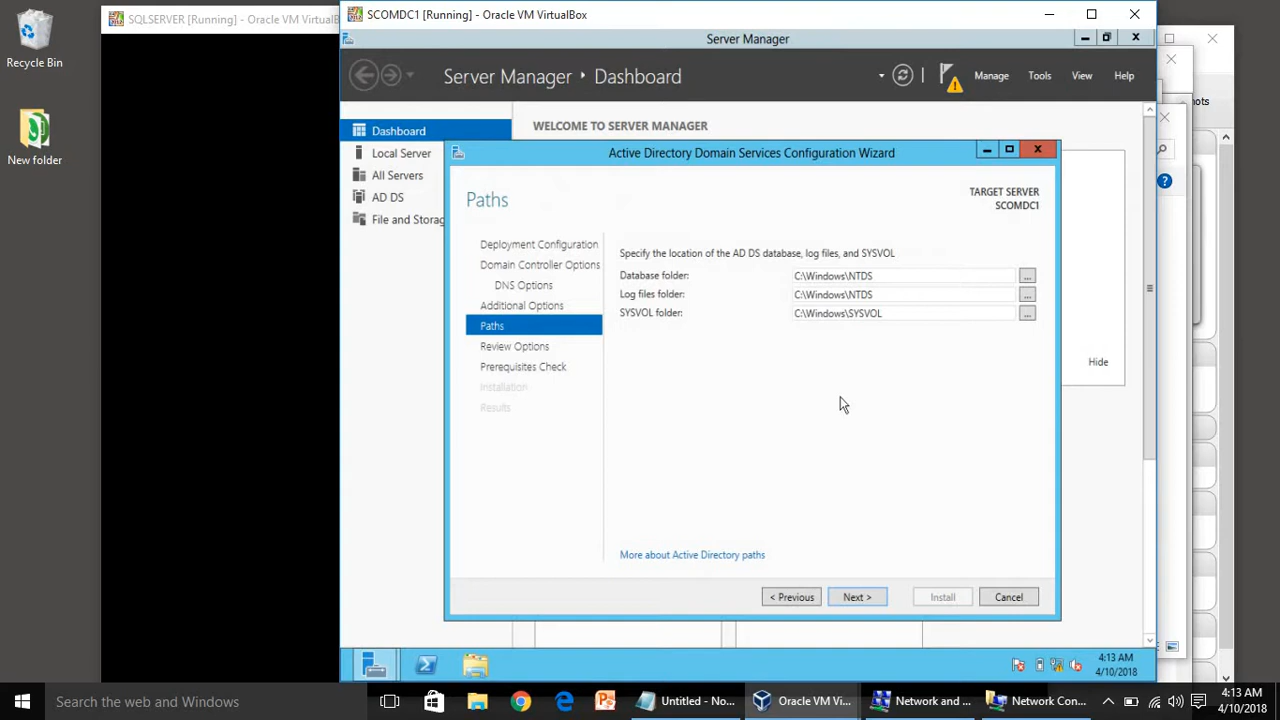 SQLSERVER [Running] - Oracle VM VirtualB
SCOMDC1 [Running] - Oracle VM VirtualBox
Server Manager
Recycle Bin
Server Manager
Dashboard
Manage
Tools
View
Help
hots
New folder
Dashboard
WELCOME TO SERVER MANAGER
Local Server
All Servers
AD DS
File and Storag
Active Directory Domain Services Configuration Wizard
Paths
TARGET SERVER
SCOMDC1
Deployment Configuration
Domain Controller Options
DNS Options
Additional Options
Paths
Review Options
Prerequisites Check
Installation
Results
Specify the location of the AD DS database, log files, and SYSVOL
Database folder: C:\Windows\NTDS ...
Log files folder: C:\Windows\NTDS ...
SYSVOL folder: C:\Windows\SYSVOL ...
Hide
More about Active Directory paths
< Previous
Next >
Install
Cancel
4:13 AM
4/10/2018
Search the web and Windows
Untitled - No...
Oracle VM Vi...
Network and ...
Network Con...
4:13 AM
4/10/2018